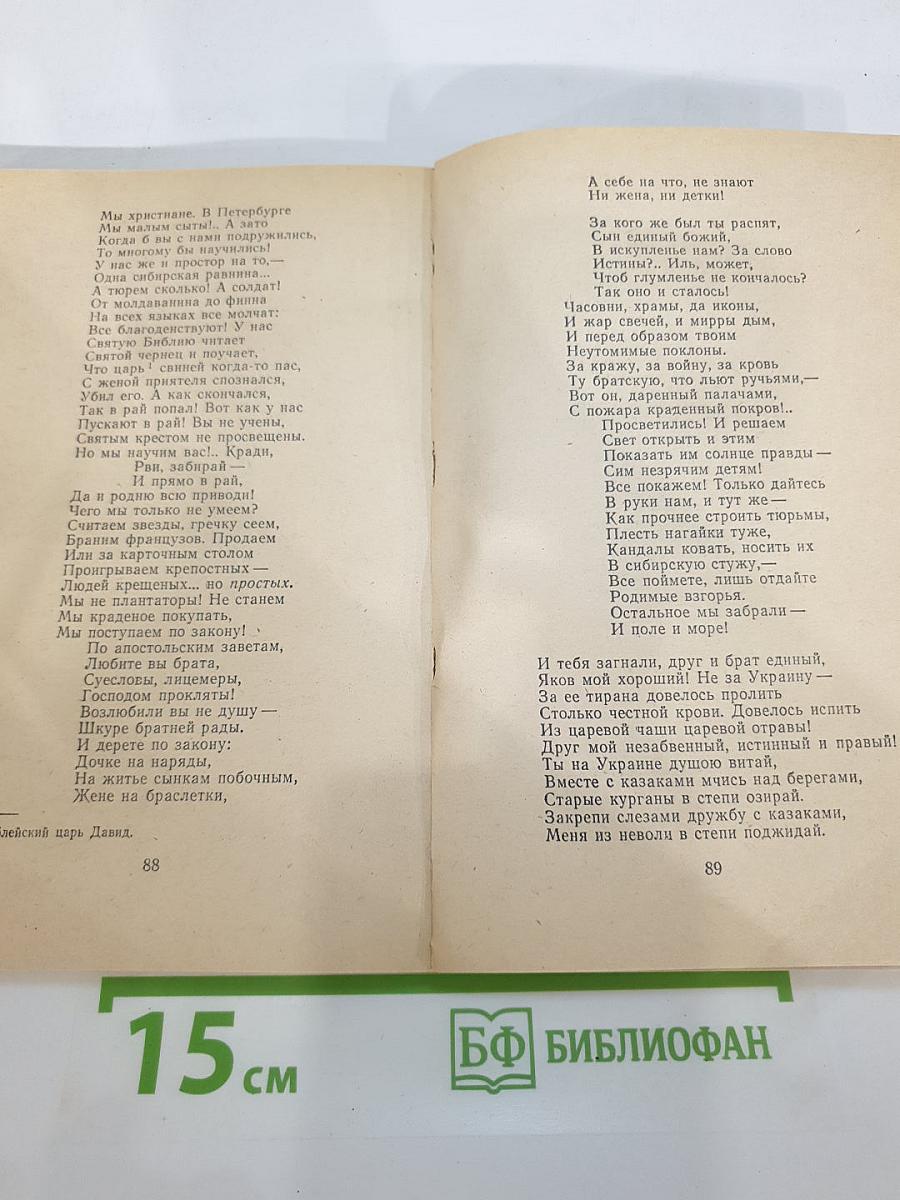 Мы христиане. В Петербурге
Мы малым сыты!.. А зато
Когда б вы с нами подружились,
То многому бы научились!
У нас же и простор на то,—
Одна сибирская равнина...
А тюрем сколько! А солдат!
От молдаванина до финна
На всех языках все молчат:
Все благоденствуют! У нас
Святую Библию читает
Святой чернец и поучает,
Что царь ¹ свиней когда-то пас,
С женой приятеля спознался,
Убил его. А как скончался,
Так в рай попал! Вот как у нас
Пускают в рай! Вы не учены,
Святым крестом не просвещены.
Но мы научим вас!.. Кради,
Рви, забирай —
И прямо в рай,
Да и родню всю приводи!
Чего мы только не умеем?
Считаем звезды, гречку сеем,
Браним французов. Продаем
Или за карточным столом
Проигрываем крепостных —
Людей крещеных... но простых.
Мы не плантаторы! Не станем
Мы краденое покупать,
Мы поступаем по закону!
По апостольским заветам,
Любите вы брата,
Суесловы, лицемеры,
Господом прокляты!
Возлюбили вы не душу —
Шкуре братней рады.
И дерете по закону:
Дочке на наряды,
На житье сынкам побочным,
Жене на браслетки,
лейский царь Давид.
88
А себе на что, не знают
Ни жена, ни детки!
За кого же был ты распят,
Сын единый божий,
В искупленье нам? За слово
Истины?.. Иль, может,
Чтоб глумленье не кончалось?
Так оно и сталось!
Часовни, храмы, да иконы,
И жар свечей, и мирры дым,
И перед образом твоим
Неутомимые поклоны.
За кражу, за войну, за кровь
Ту братскую, что льют ручьями,—
Вот он, даренный палачами,
С пожара краденный покров!..
Просветились! И решаем
Свет открыть и этим
Показать им солнце правды —
Сим незрячим детям!
Все покажем! Только дайтесь
В руки нам, и тут же —
Как прочнее строить тюрьмы,
Плесть нагайки туже,
Кандалы ковать, носить их
В сибирскую стужу,—
Все поймете, лишь отдайте
Родимые взгорья.
Остальное мы забрали —
И поле и море!
И тебя загнали, друг и брат единый,
Яков мой хороший! Не за Украину —
За ее тирана довелось пролить
Столько честной крови. Довелось испить
Из царевой чаши царевой отравы!
Друг мой незабвенный, истинный и правый!
Ты на Украине душою витай,
Вместе с казаками мчись над берегами,
Старые курганы в степи озирай.
Закрепи слезами дружбу с казаками,
Меня из неволи в степи поджидай.
89
15 см
БФ БИБЛИОФАН